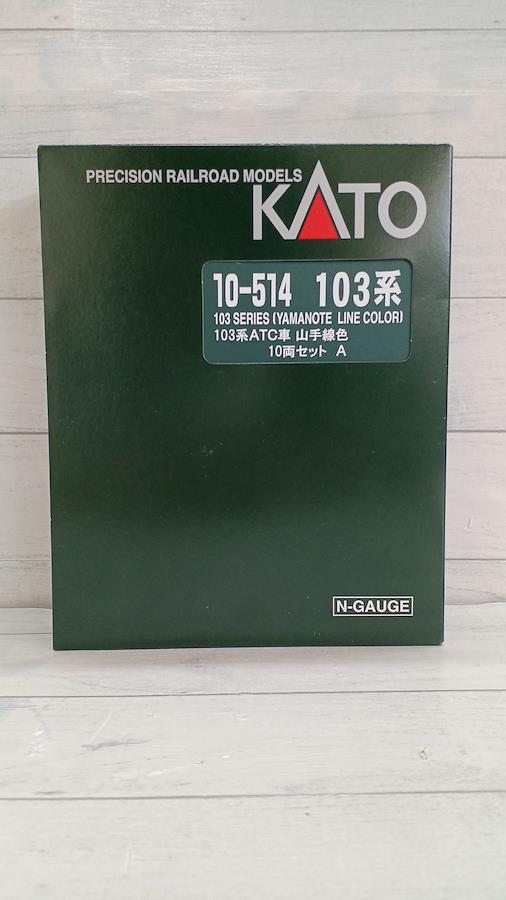 PRECISION RAILROAD MODELS
KATO
10-514 103系
103 SERIES (YAMANOTE LINE COLOR)
103系ATC車 山手線色
10両セット A
N-GAUGE